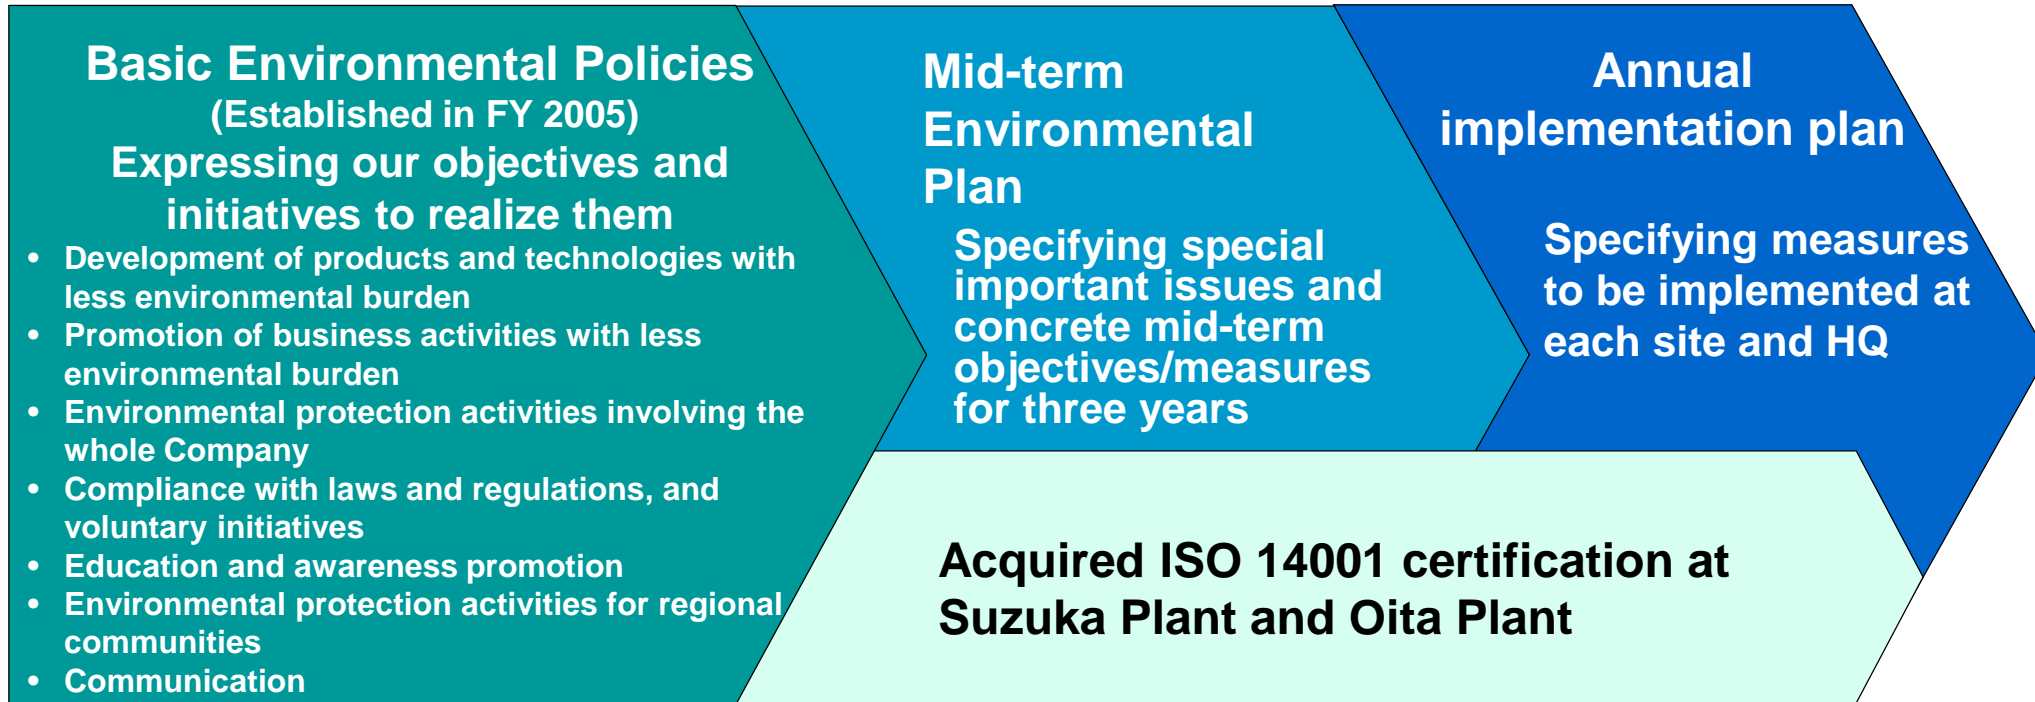 Basic Environmental Policies
(Established in FY 2005)
Expressing our objectives and
initiatives to realize them
• Development of products and technologies with
less environmental burden
• Promotion of business activities with less
environmental burden
• Environmental protection activities involving the
whole Company
• Compliance with laws and regulations, and
voluntary initiatives
• Education and awareness promotion
• Environmental protection activities for regional
communities
• Communication
Mid-term
Environmental
Plan
Specifying special
important issues and
concrete mid-term
objectives/measures
for three years
Annual
implementation plan
Specifying measures
to be implemented at
each site and HQ
Acquired ISO 14001 certification at
Suzuka Plant and Oita Plant